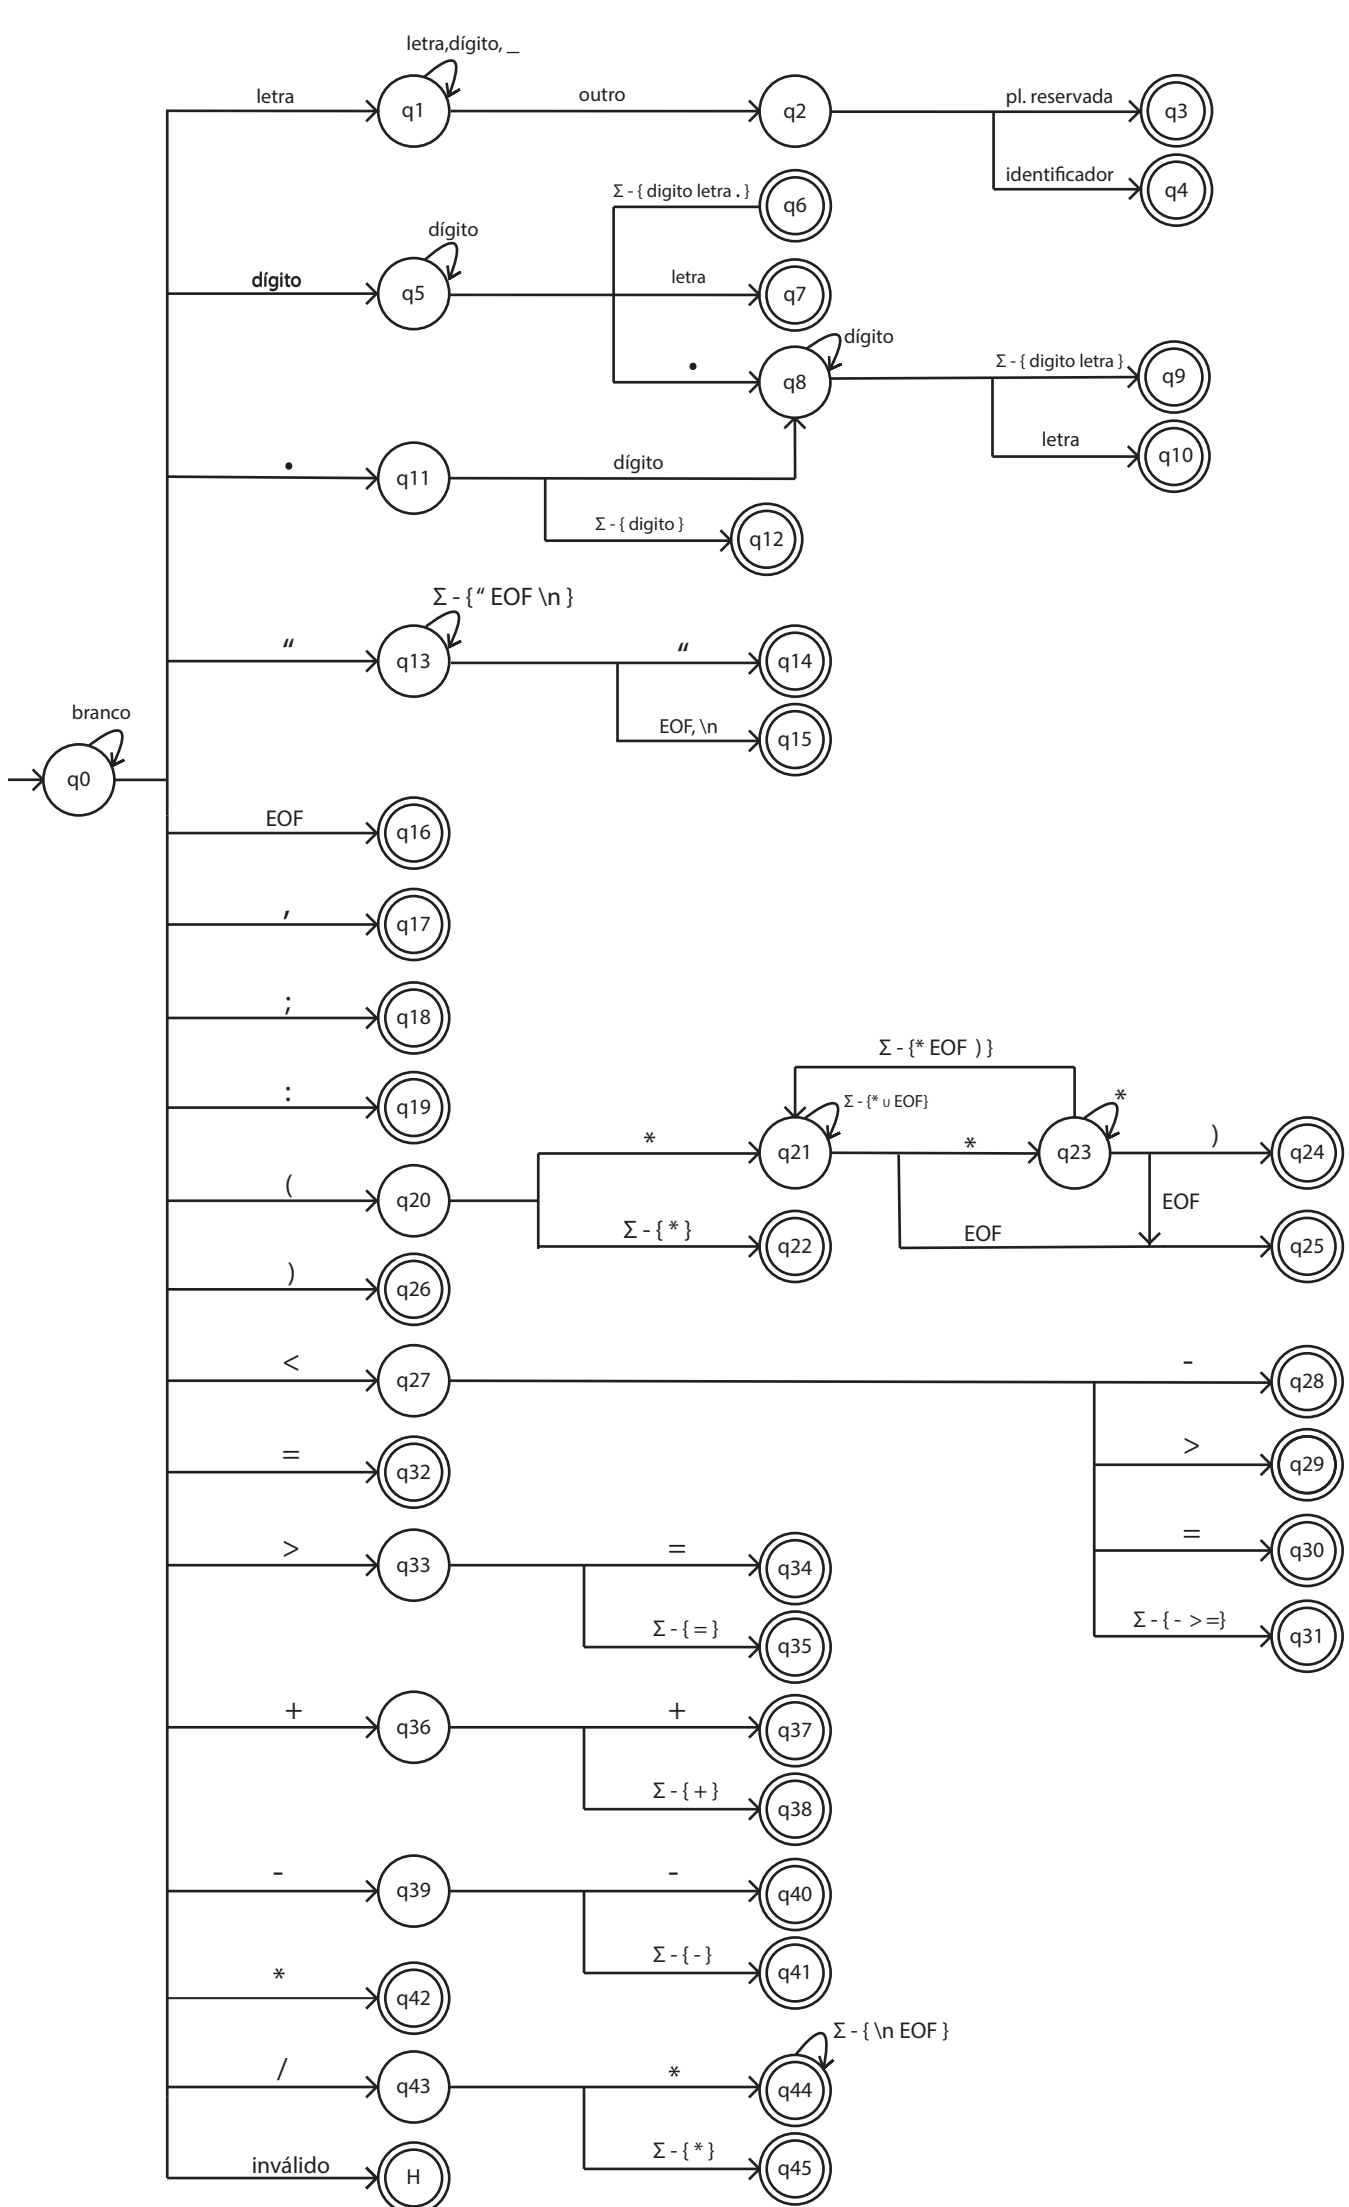 letra,dígito, _
letra
q1
outro
q2
pl. reservada
q3
identificador
q4
Σ - { digito letra . }
q6
dígito
dígito
q5
letra
q7
.
q8
dígito
Σ - { digito letra }
q9
letra
q10
.
q11
dígito
Σ - { digito }
q12
Σ - { “ EOF \n }
“
q13
“
q14
EOF, \n
q15
branco
q0
EOF
q16
,
q17
;
q18
:
q19
(
q20
*
q21
Σ - {* ∪ EOF}
Σ - {* EOF ) }
*
q23
*
)
q24
EOF
Σ - { * }
q22
EOF
q25
)
q26
<
q27
-
q28
>
q29
=
q30
Σ - { - > =}
q31
=
q32
>
q33
=
q34
Σ - { = }
q35
+
q36
+
q37
Σ - { + }
q38
-
q39
-
q40
Σ - { - }
q41
*
q42
/
q43
*
q44
Σ - { \n EOF }
Σ - { * }
q45
inválido
H